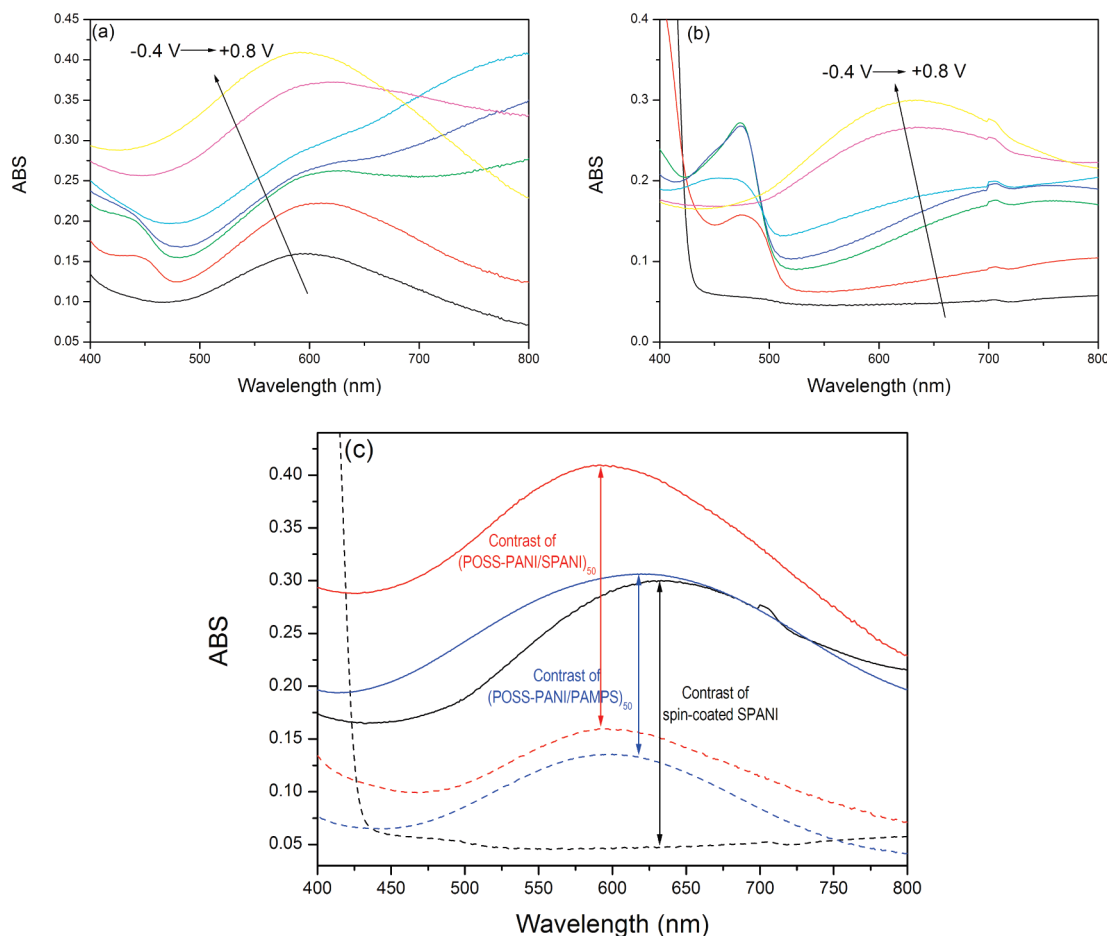 (a)
-0.4 V → +0.8 V
ABS
0.45
0.40
0.35
0.30
0.25
0.20
0.15
0.10
0.05
400 500 600 700 800
Wavelength (nm)
(b)
-0.4 V → +0.8 V
ABS
0.4
0.3
0.2
0.1
0.0
400 500 600 700 800
Wavelength (nm)
(c)
ABS
0.40
0.35
0.30
0.25
0.20
0.15
0.10
0.05
Contrast of
(POSS-PANI/SPANI)50
Contrast of
(POSS-PANI/PAMPS)50
Contrast of
spin-coated SPANI
400 450 500 550 600 650 700 750 800
Wavelength (nm)